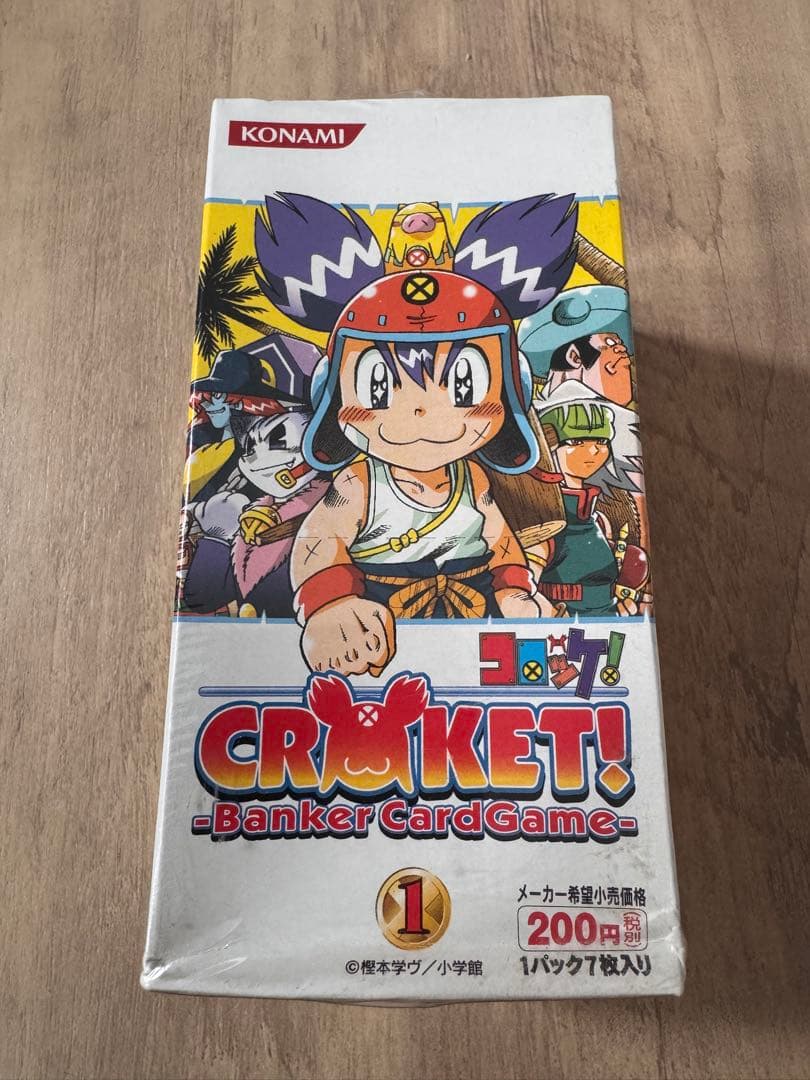 KONAMI
コロッケ!
CROKET!
-Banker CardGame-
1
メーカー希望小売価格
200円(税別)
1パック7枚入り
©樫本学ヴ/小学館